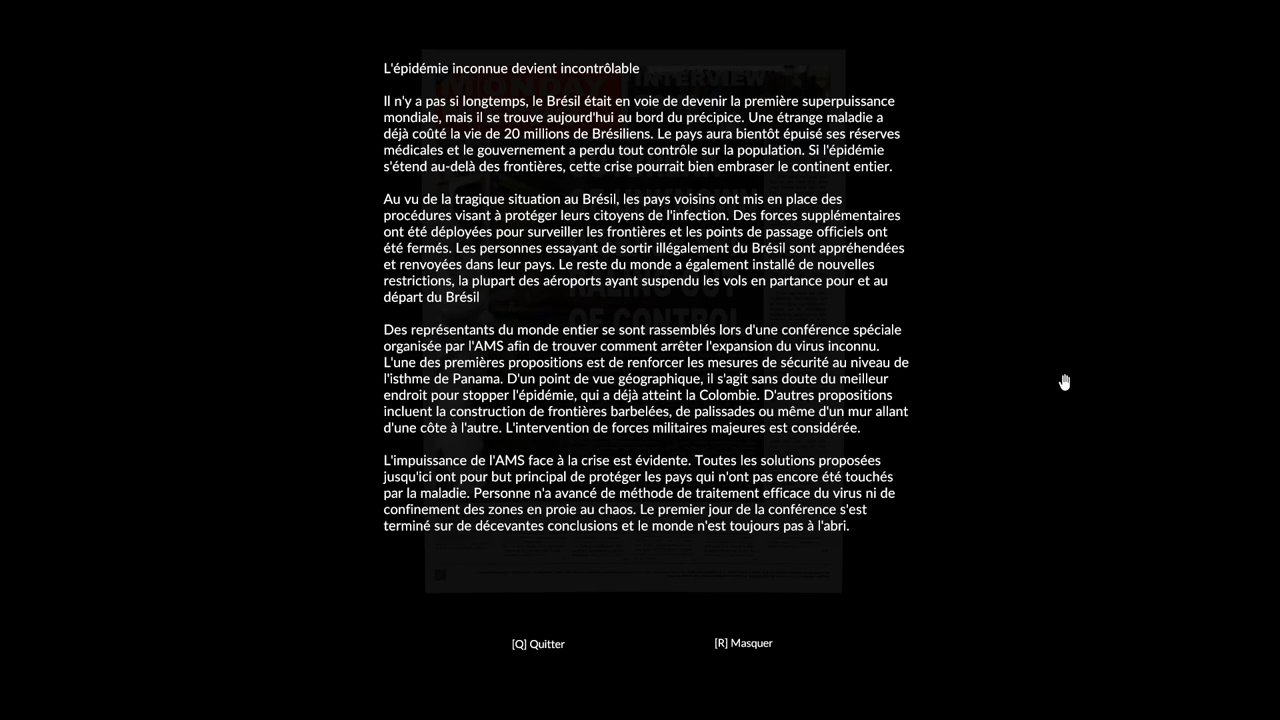 L'épidémie inconnue devient incontrôlable
Il n'y a pas si longtemps, le Brésil était en voie de devenir la première superpuissance
mondiale, mais il se trouve aujourd'hui au bord du précipice. Une étrange maladie a
déjà coûté la vie de 20 millions de Brésiliens. Le pays aura bientôt épuisé ses réserves
médicales et le gouvernement a perdu tout contrôle sur la population. Si l'épidémie
s'étend au-delà des frontières, cette crise pourrait bien embraser le continent entier.
Au vu de la tragique situation au Brésil, les pays voisins ont mis en place des
procédures visant à protéger leurs citoyens de l'infection. Des forces supplémentaires
ont été déployées pour surveiller les frontières et les points de passage officiels ont
été fermés. Les personnes essayant de sortir illégalement du Brésil sont appréhendées
et renvoyées dans leur pays. Le reste du monde a également installé de nouvelles
restrictions, la plupart des aéroports ayant suspendu les vols en partance pour et au
départ du Brésil
Des représentants du monde entier se sont rassemblés lors d'une conférence spéciale
organisée par l'AMS afin de trouver comment arrêter l'expansion du virus inconnu.
L'une des premières propositions est de renforcer les mesures de sécurité au niveau de
l'isthme de Panama. D'un point de vue géographique, il s'agit sans doute du meilleur
endroit pour stopper l'épidémie, qui a déjà atteint la Colombie. D'autres propositions
incluent la construction de frontières barbelées, de palissades ou même d'un mur allant
d'une côte à l'autre. L'intervention de forces militaires majeures est considérée.
L'impuissance de l'AMS face à la crise est évidente. Toutes les solutions proposées
jusqu'ici ont pour but principal de protéger les pays qui n'ont pas encore été touchés
par la maladie. Personne n'a avancé de méthode de traitement efficace du virus ni de
confinement des zones en proie au chaos. Le premier jour de la conférence s'est
terminé sur de décevantes conclusions et le monde n'est toujours pas à l'abri.
[Q] Quitter
[R] Masquer
INTERVIEW
OF CONTROL